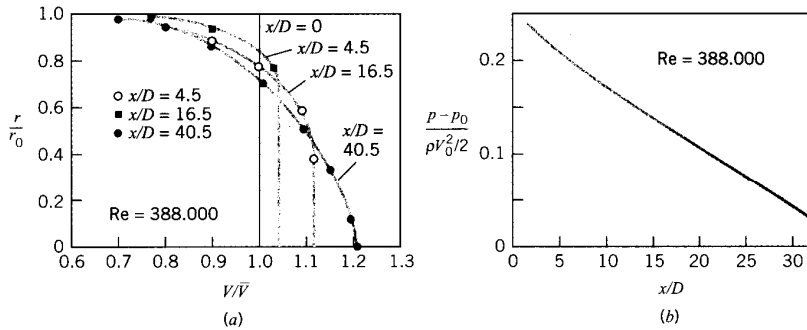 1.0
0.8
0.6
0.4
0.2
0
r
r0
x/D = 0
x/D = 4.5
x/D = 16.5
x/D = 40.5
x/D = 4.5
x/D = 16.5
x/D = 40.5
Re = 388.000
0.6 0.7 0.8 0.9 1.0 1.1 1.2 1.3
V/V̅
(a)
0.2
0.1
0
p − p0
ρV0²/2
Re = 388.000
0 5 10 15 20 25 30
x/D
(b)